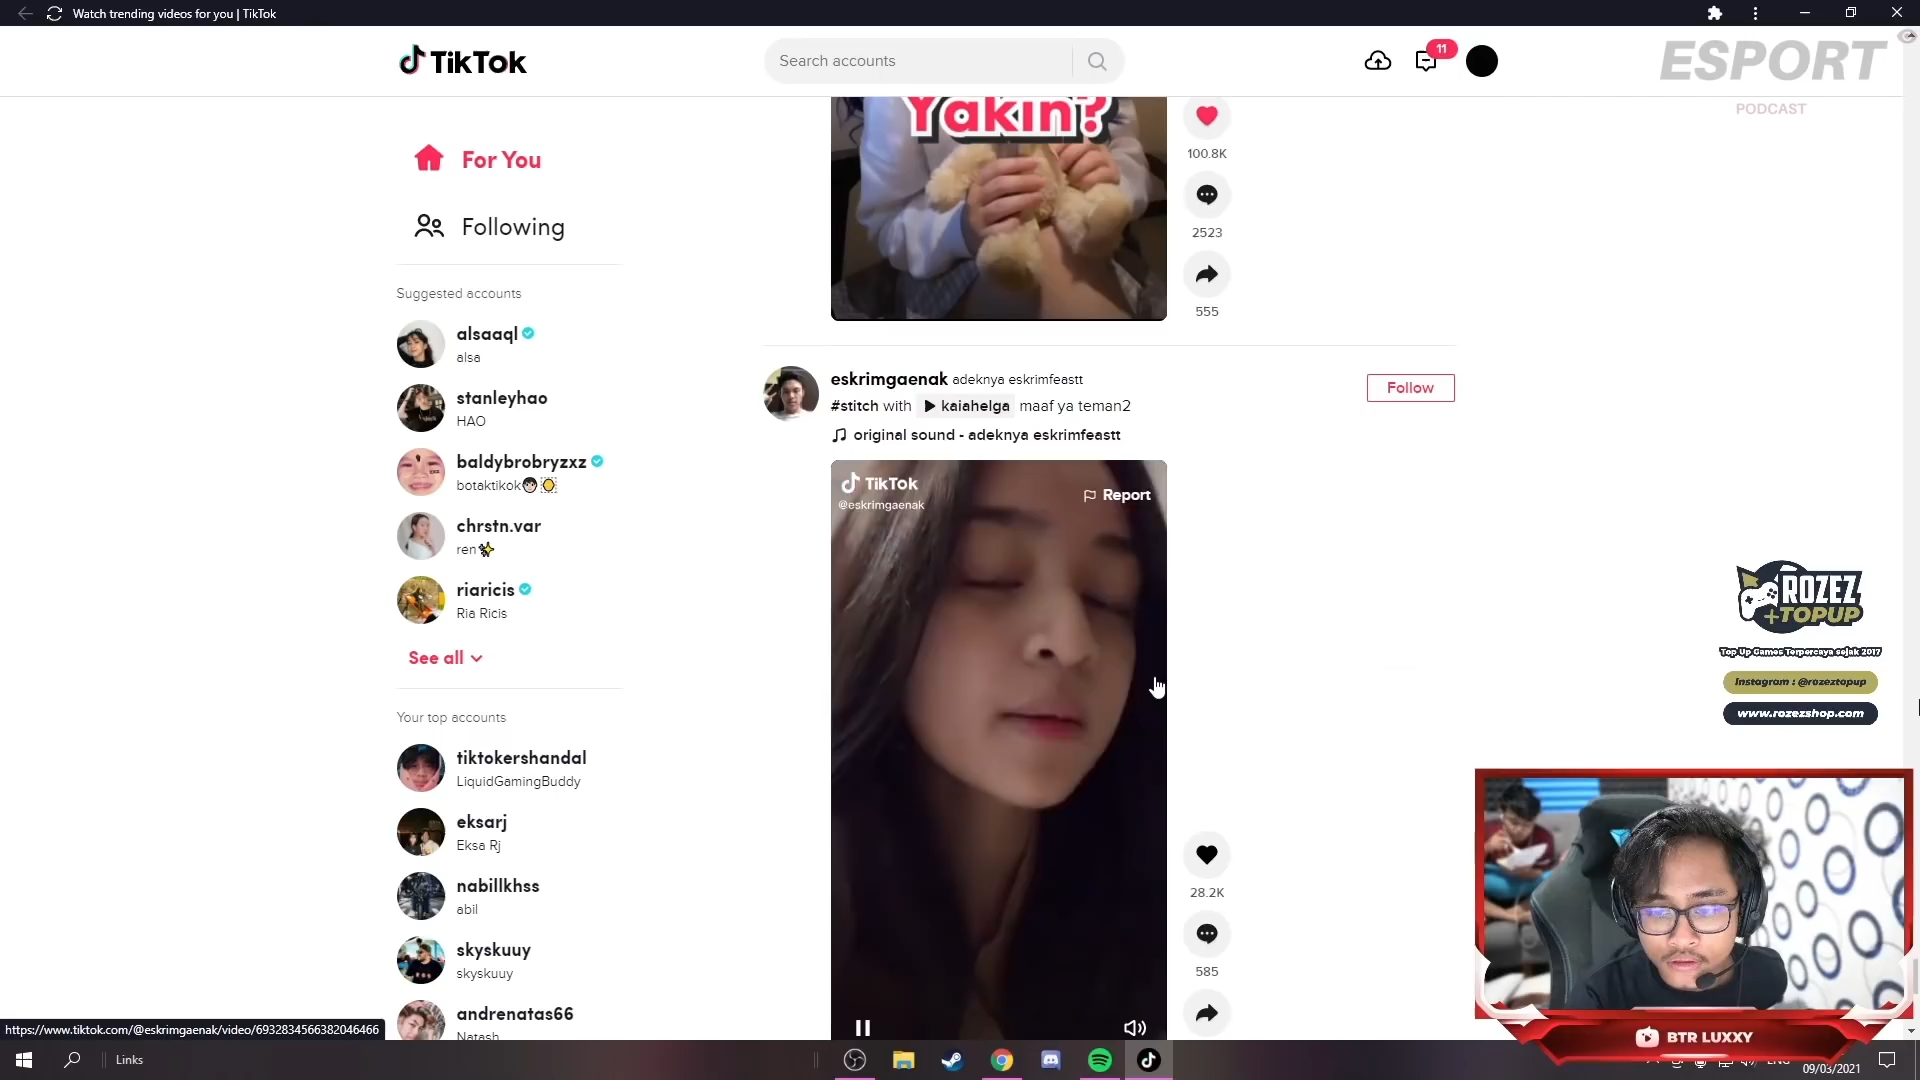 Watch trending videos for you | TikTok
TikTok
Search accounts
11
ESPORT
PODCAST
For You
Following
Suggested accounts
alsaaql
alsa
stanleyhao
HAO
baldybrobryzxz
botaktikok
chrstn.var
ren
riaricis
Ria Ricis
See all
Your top accounts
tiktokershandal
LiquidGamingBuddy
eksarj
Eksa Rj
nabillkhss
abil
skyskuuy
skyskuuy
andrenatas66
Natash
Yakin?
100.8K
2523
555
eskrimgaenak adeknya eskrimfeastt
Follow
#stitch with kaiahelga maaf ya teman2
original sound - adeknya eskrimfeastt
TikTok
@eskrimgaenak
Report
28.2K
585
ROZEZ
+TOPUP
Top Up Games Terpercaya sejak 2017
Instagram : @rozeztopup
www.rozezshop.com
BTR LUXXY
https://www.tiktok.com/@eskrimgaenak/video/6932834566382046466
Links
ENG
09/03/2021